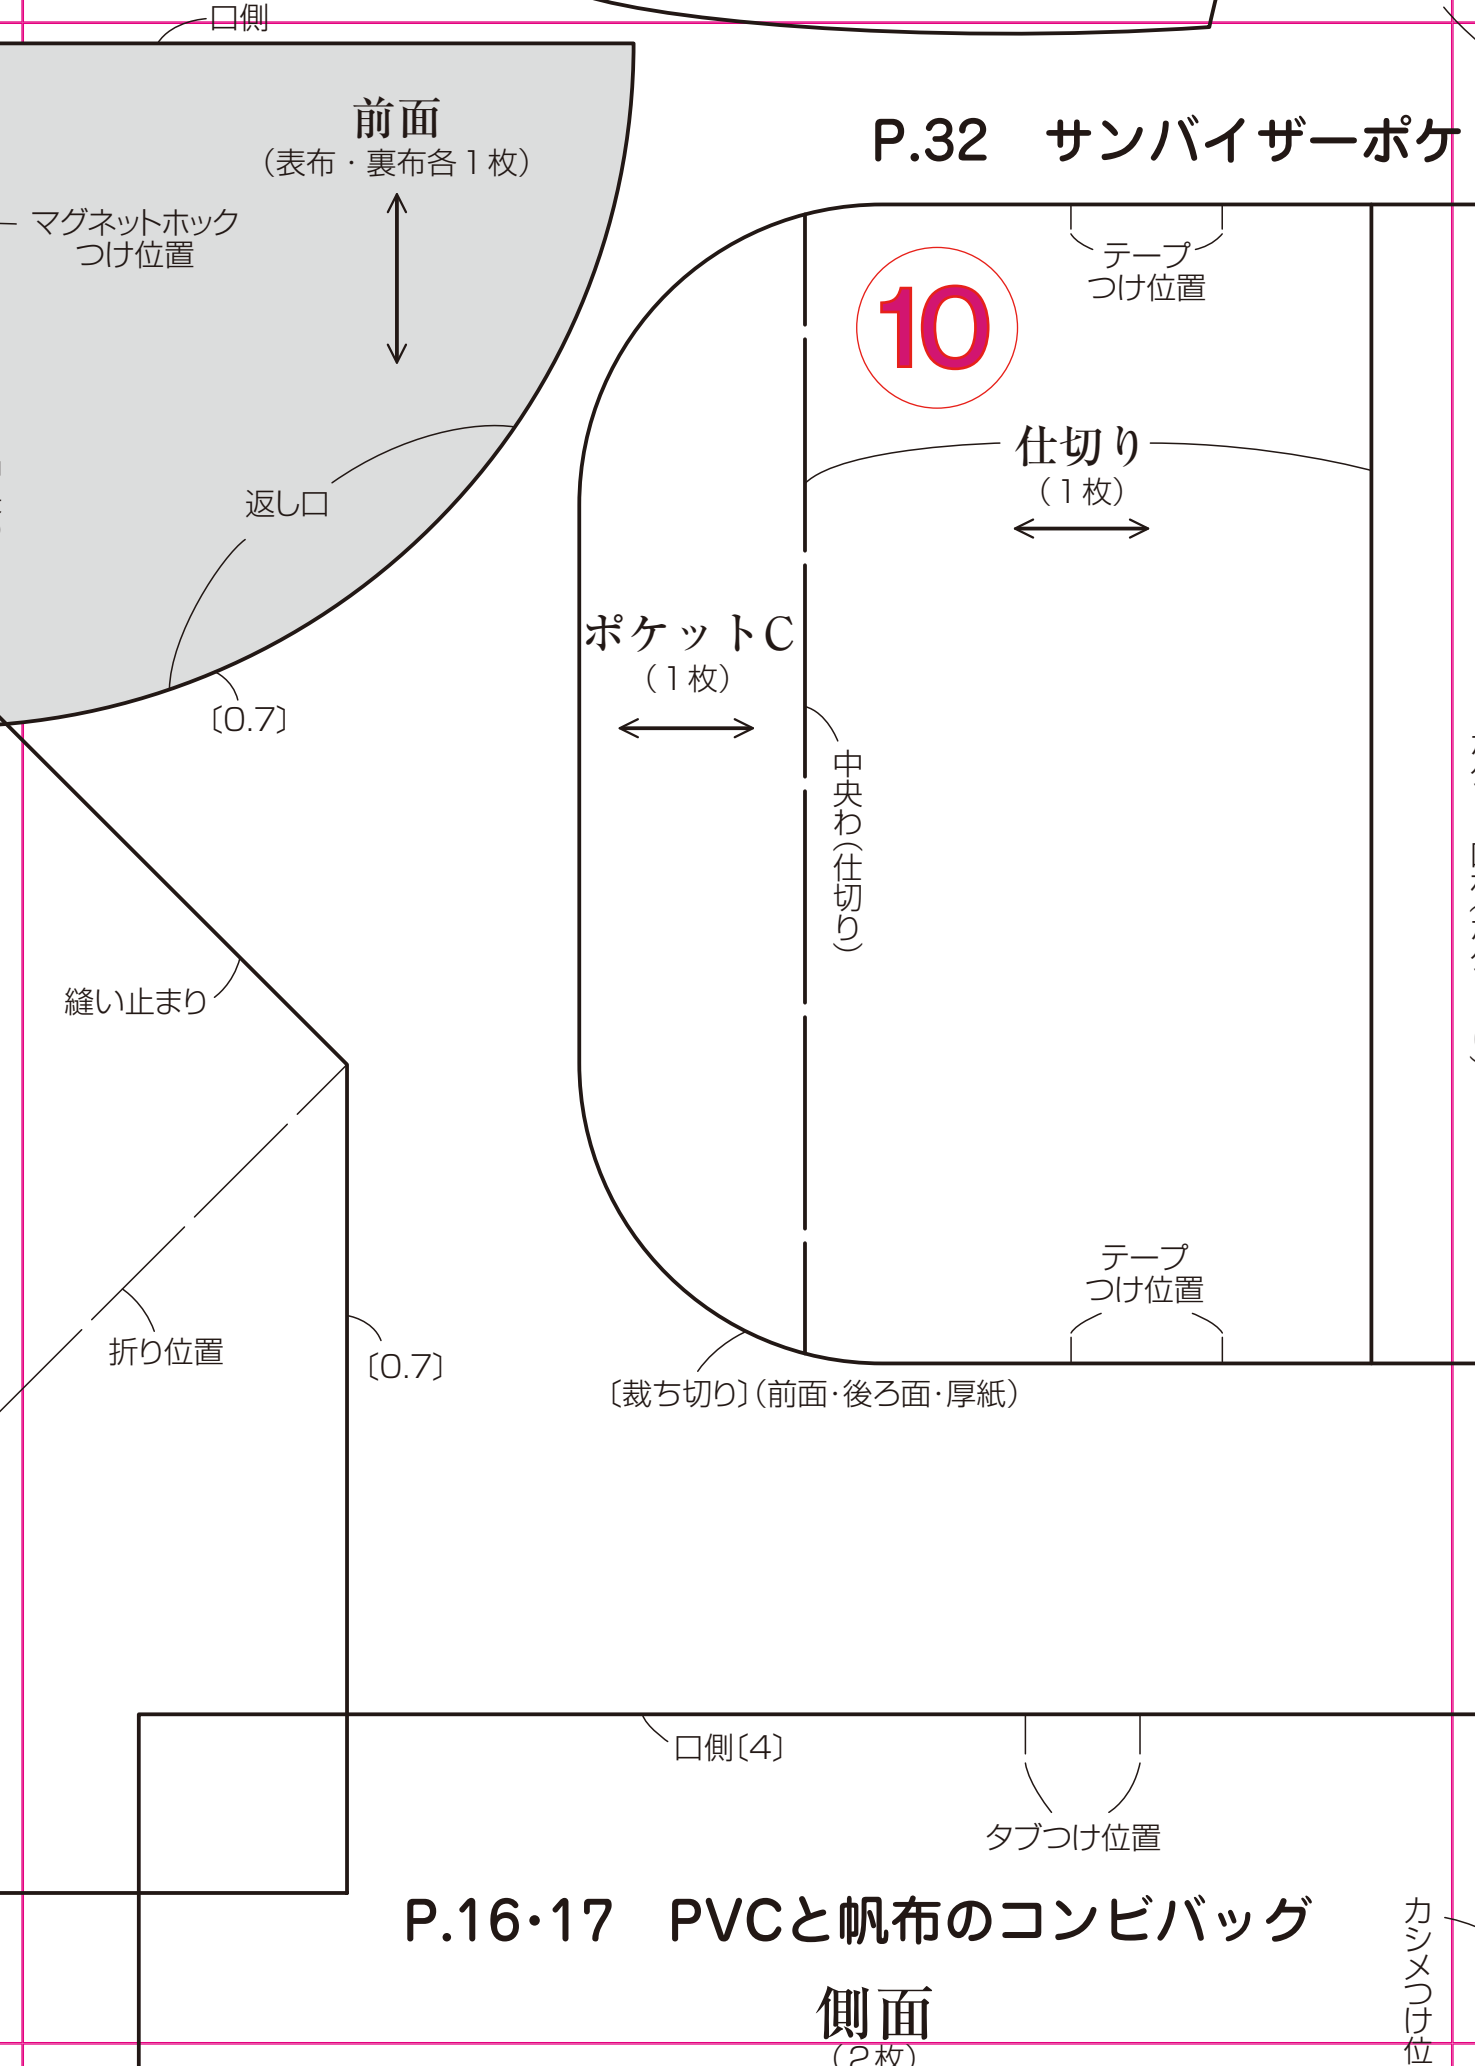 口側
前面
（表布・裏布各1枚）
マグネットホック
つけ位置
返し口
〔0.7〕
縫い止まり
折り位置
〔0.7〕
P.32 サンバイザーポケ
テープ
つけ位置
10
仕切り
（1枚）
ポケットC
（1枚）
中央わ（仕切り）
テープ
つけ位置
〔裁ち切り〕（前面・後ろ面・厚紙）
口側〔4〕
タブつけ位置
P.16・17 PVCと帆布のコンビバッグ
側面
（2枚）
カシメつけ位